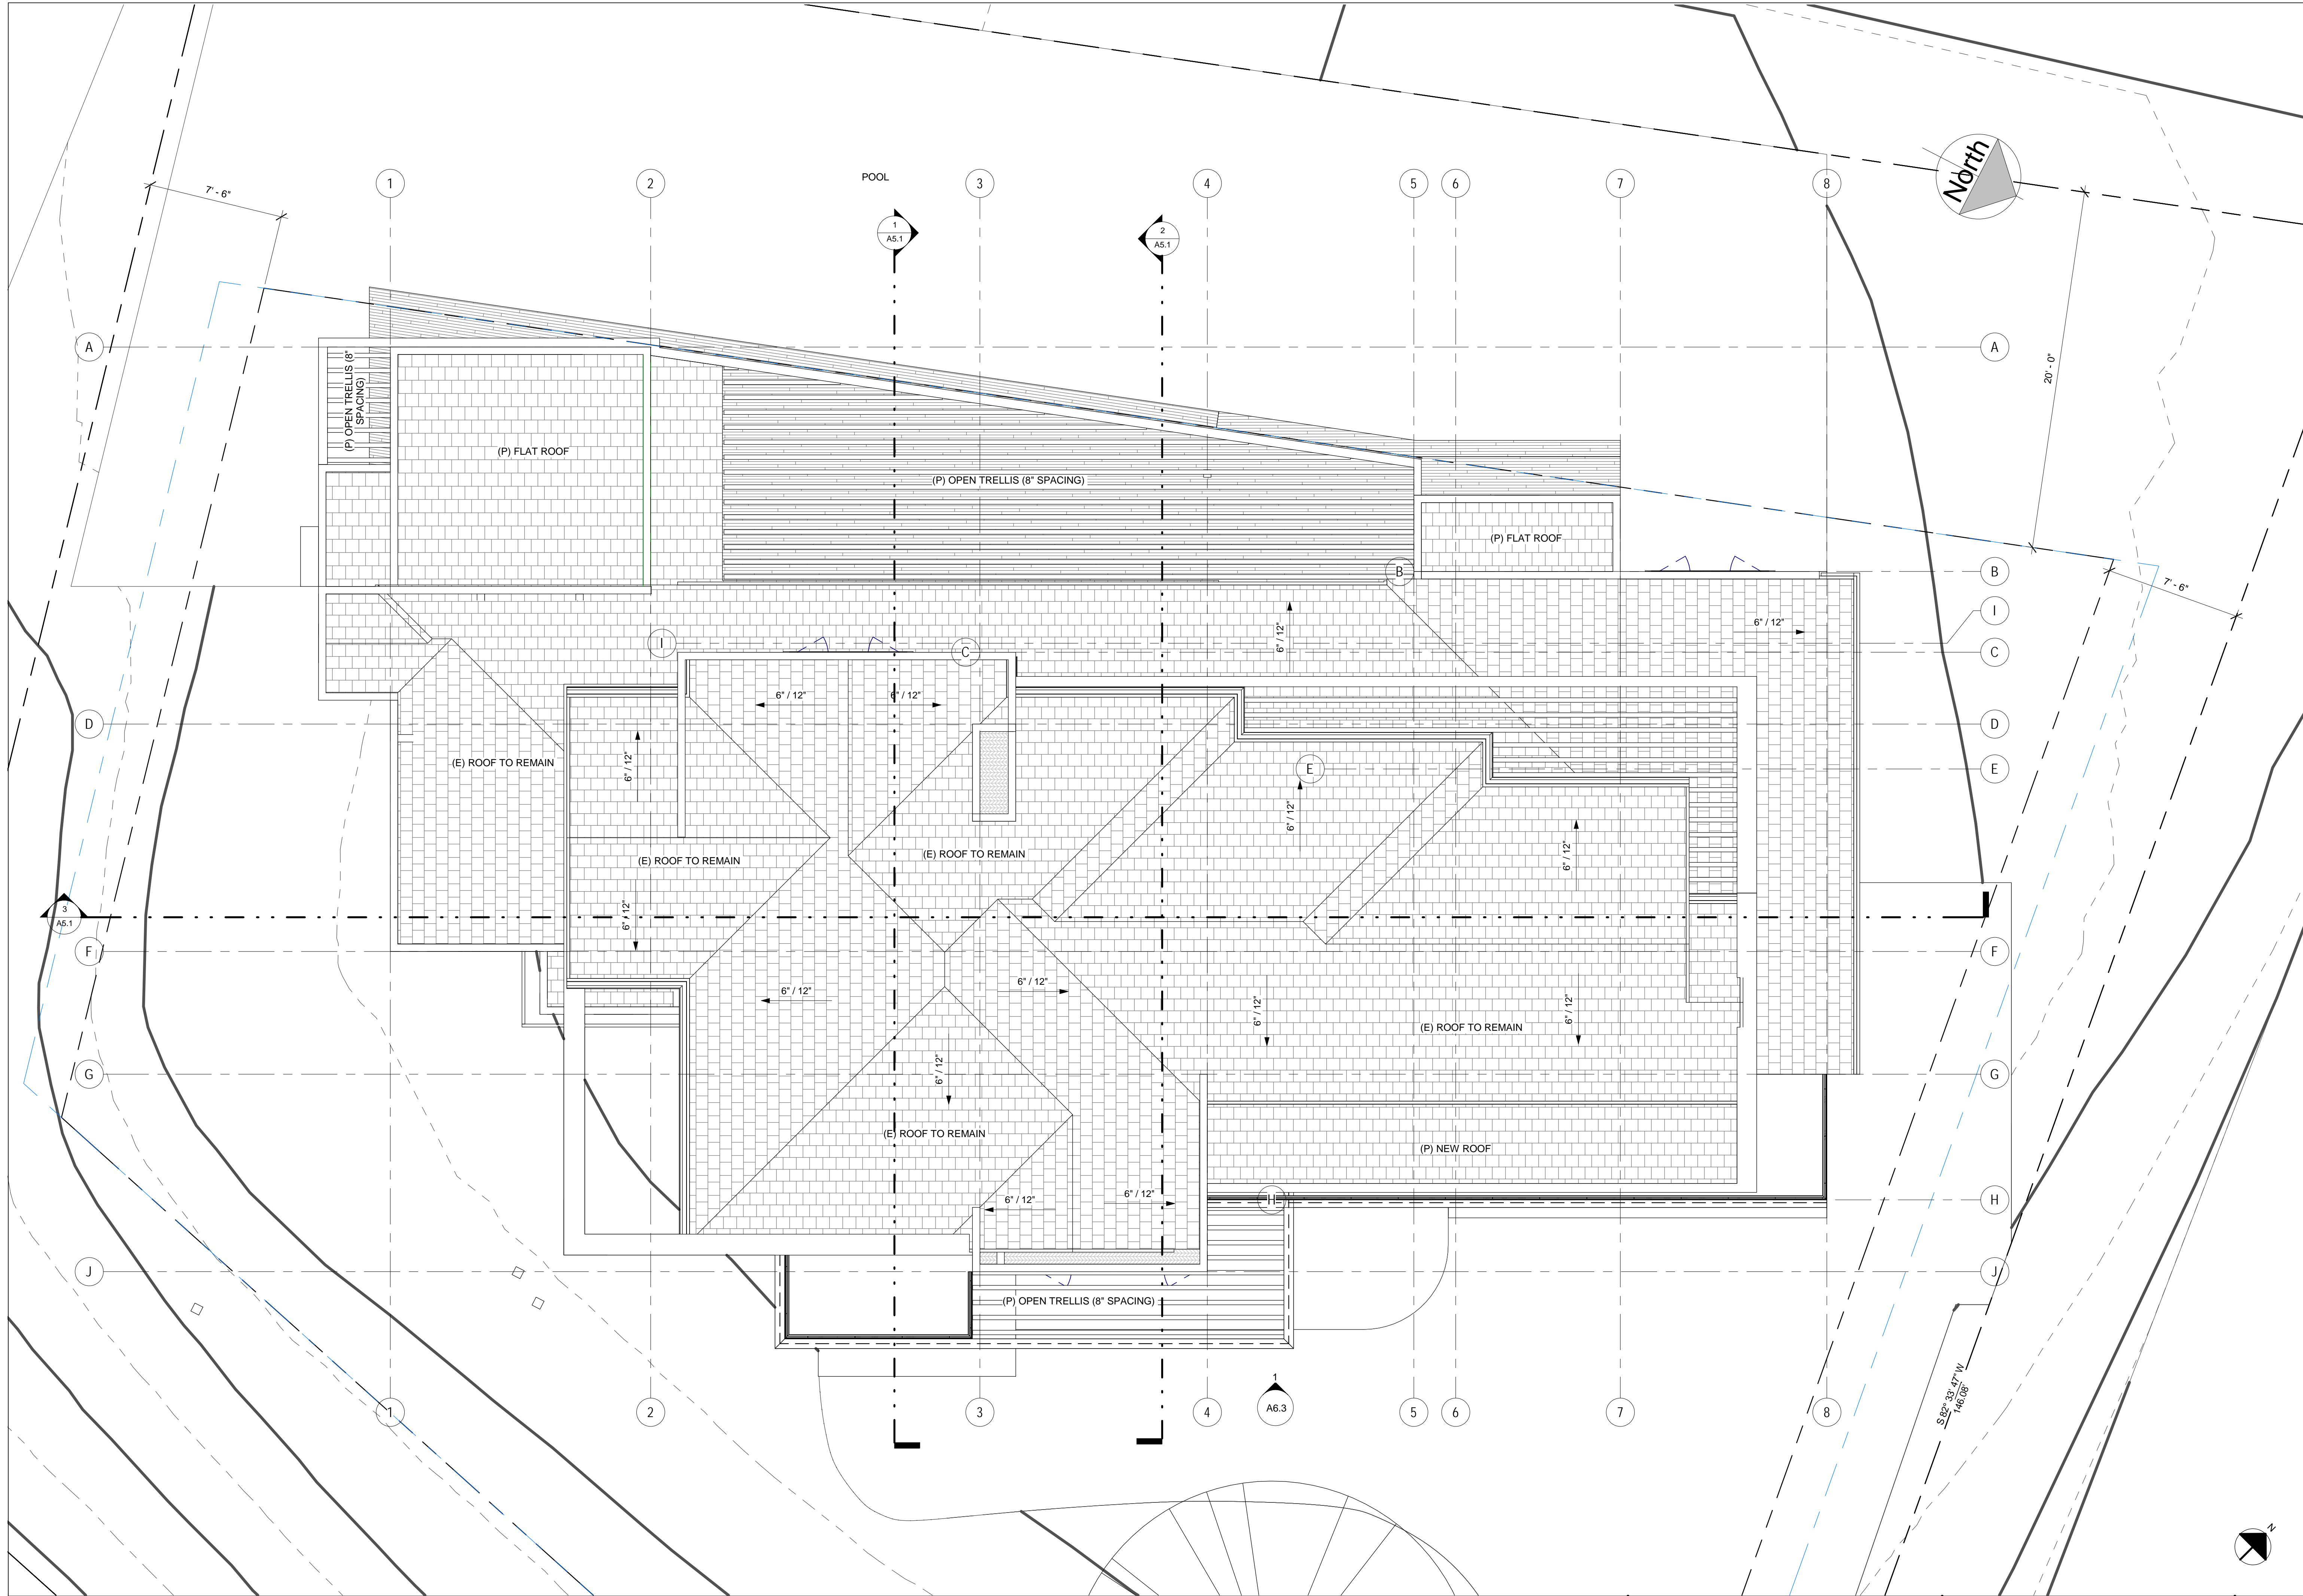 North
7' - 6"
1
2
POOL
3
4
5
6
7
8
1
A5.1
2
A5.1
A
A
20' - 0"
(P) OPEN TRELLIS (8"
SPACING)
(P) FLAT ROOF
(P) OPEN TRELLIS (8" SPACING)
(P) FLAT ROOF
B
B
7' - 6"
I
I
6" / 12"
6" / 12"
C
C
6" / 12"
6" / 12"
D
D
(E) ROOF TO REMAIN
6" / 12"
E
E
6" / 12"
6" / 12"
(E) ROOF TO REMAIN
(E) ROOF TO REMAIN
3
A5.1
6" / 12"
F
F
6" / 12"
6" / 12"
6" / 12"
6" / 12"
(E) ROOF TO REMAIN
G
G
6" / 12"
(E) ROOF TO REMAIN
(P) NEW ROOF
6" / 12"
6" / 12"
H
H
J
J
(P) OPEN TRELLIS (8" SPACING)
1
A6.3
S 82° 33' 47" W
146.08'
1
2
3
4
5
6
7
8
N